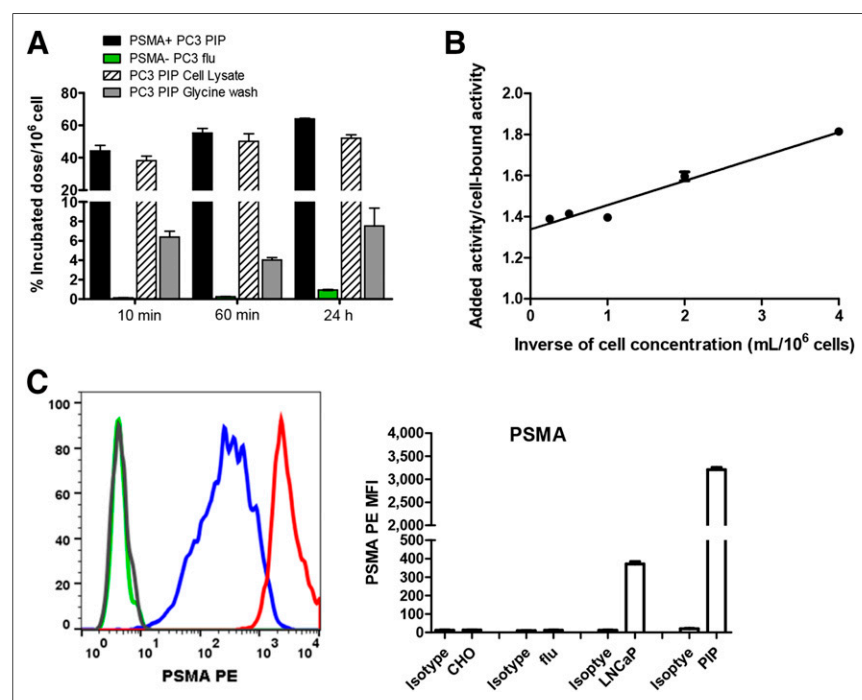 A
PSMA+ PC3 PIP
PSMA- PC3 flu
PC3 PIP Cell Lysate
PC3 PIP Glycine wash
% Incubated dose/10⁶ cell
80
60
40
20
10
8
6
4
2
0
10 min 60 min 24 h
B
Added activity/cell-bound activity
2.0
1.8
1.6
1.4
1.2
1.0
0 1 2 3 4
Inverse of cell concentration (mL/10⁶ cells)
C
100
80
60
40
20
0
10⁰ 10¹ 10² 10³ 10⁴
PSMA PE
PSMA
PSMA PE MFI
4,000
3,500
3,000
2,500
2,000
500
400
300
200
100
0
Isotype CHO Isotype flu Isoptye LNCaP Isoptye PIP